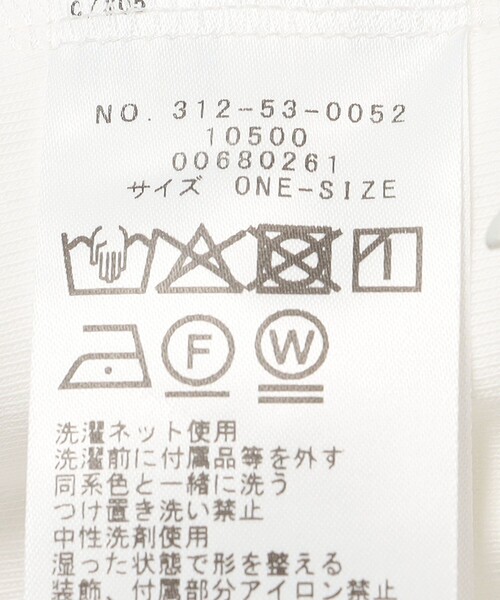 NO. 312-53-0052
10500
00680261
サイズ ONE-SIZE
F W
洗濯ネット使用
洗濯前に付属品等を外す
同系色と一緒に洗う
つけ置き洗い禁止
中性洗剤使用
湿った状態で形を整える
装飾、付属部分アイロン禁止